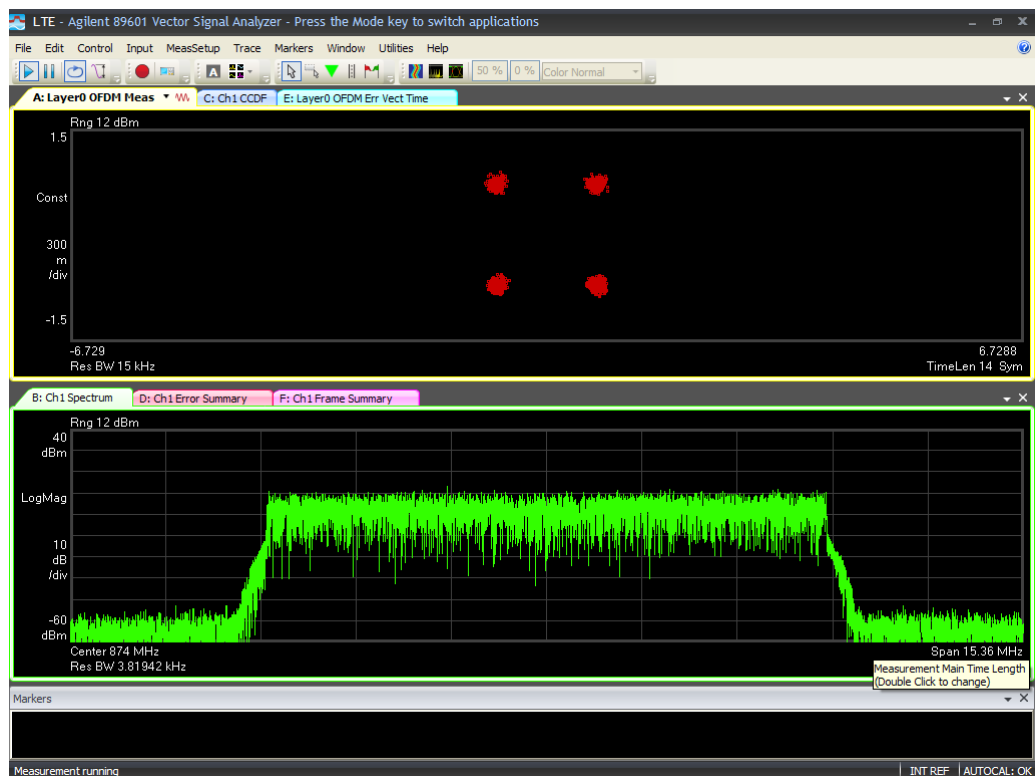 LTE - Agilent 89601 Vector Signal Analyzer - Press the Mode key to switch applications
File Edit Control Input MeasSetup Trace Markers Window Utilities Help
A 50 % 0 % Color Normal
A: Layer0 OFDM Meas C: Ch1 CCDF E: Layer0 OFDM Err Vect Time
Rng 12 dBm
1.5
Const
300
m
/div
-1.5
-6.729 6.7288
Res BW 15 kHz TimeLen 14 Sym
B: Ch1 Spectrum D: Ch1 Error Summary F: Ch1 Frame Summary
Rng 12 dBm
40
dBm
LogMag
10
dB
/div
-60
dBm
Center 874 MHz Span 15.36 MHz
Res BW 3.81942 kHz
Measurement Main Time Length
(Double Click to change)
Markers
Measurement running INT REF AUTOCAL: OK